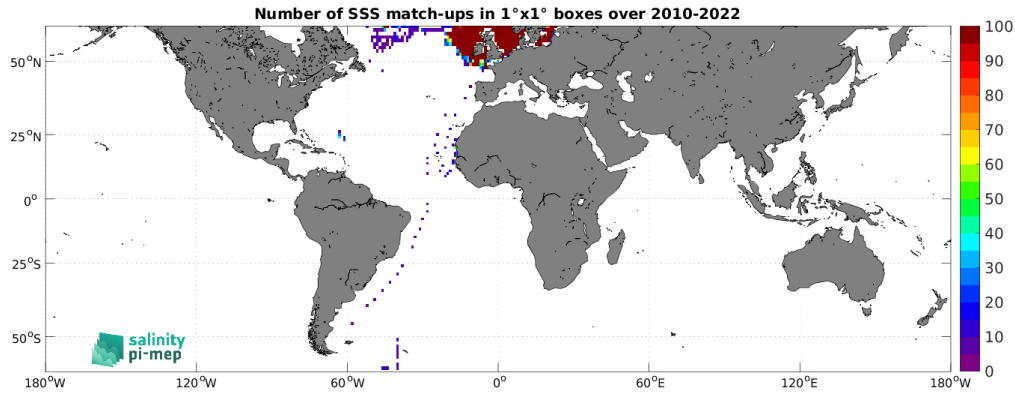 Number of SSS match-ups in 1°x1° boxes over 2010-2022
50°N
25°N
0°
25°S
50°S
180°W
120°W
60°W
0°
60°E
120°E
180°W
100
90
80
70
60
50
40
30
20
10
0
salinity
pi-mep